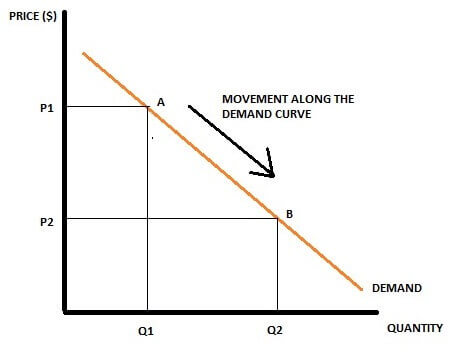 PRICE ($)
P1
A
MOVEMENT ALONG THE
DEMAND CURVE
P2
B
DEMAND
Q1
Q2
QUANTITY